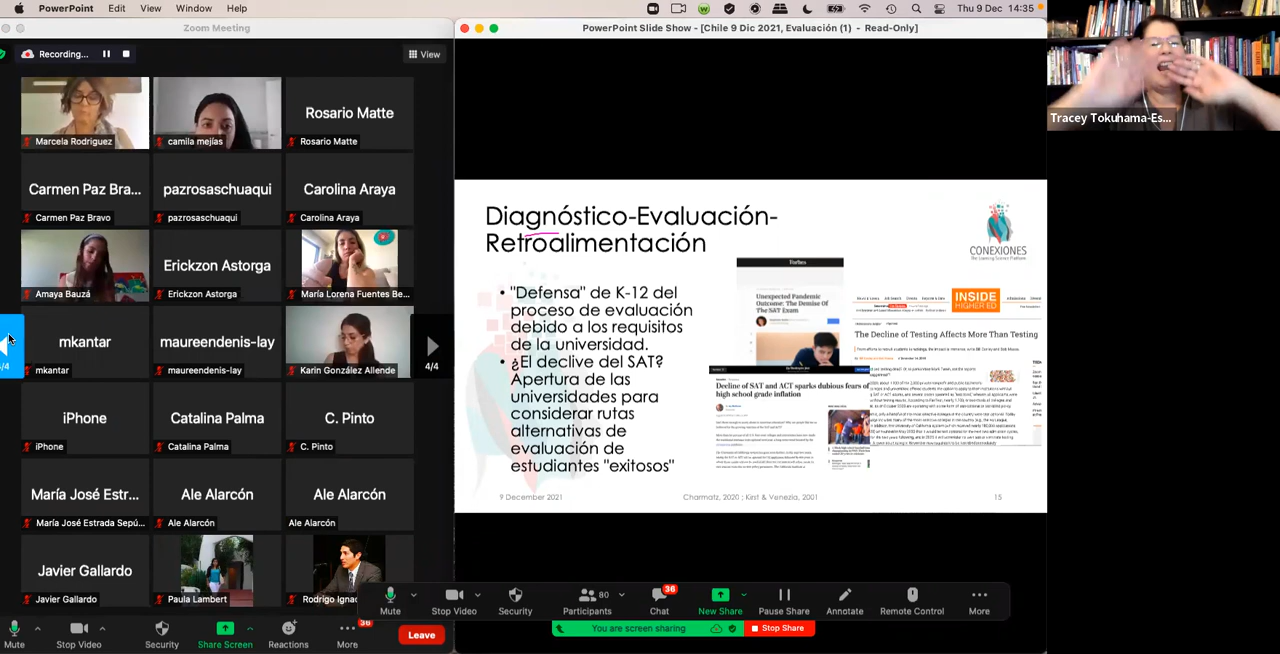 PowerPoint Edit View Window Help
Thu 9 Dec 14:35
Zoom Meeting
Recording...
View
Marcela Rodriguez
camila mejías
Rosario Matte
Rosario Matte
Carmen Paz Bra...
Carmen Paz Bravo
pazrosaschuaqui
pazrosaschuaqui
Carolina Araya
Carolina Araya
Amaya Bauzá
Erickzon Astorga
Erickzon Astorga
María Lorena Fuentes Be...
mkantar
mkantar
maureendenis-lay
maureendenis-lay
Karin González Allende
4/4
4/4
iPhone
iPhone
Tatiana Padilla
C. Pinto
C. Pinto
María José Estr...
María José Estrada Sepú...
Ale Alarcón
Ale Alarcón
Ale Alarcón
Ale Alarcón
Javier Gallardo
Javier Gallardo
Paula Lambert
Rodrigo Ignac
Mute
Stop Video
Security
Share Screen
Reactions
More
36
Leave
PowerPoint Slide Show - [Chile 9 Dic 2021, Evaluación (1) - Read-Only]
Diagnóstico-Evaluación-
Retroalimentación
CONEXIONES
The Learning Science Platform
• "Defensa" de K-12 del
proceso de evaluación
debido a los requisitos
de la universidad.
• ¿El declive del SAT?
Apertura de las
universidades para
considerar rutas
alternativas de
evaluación de
estudiantes "exitosos"
Forbes
Unexpected Pandemic
Outcome: The Demise Of
The SAT Exam
INSIDE
HIGHER ED
The Decline of Testing Affects More Than Testing
Decline of SAT and ACT sparks dubious fears of
high school grade inflation
9 December 2021
Charmatz, 2020 ; Kirst & Venezia, 2001
15
Mute
Stop Video
Security
Participants
80
Chat
36
New Share
Pause Share
Annotate
Remote Control
More
You are screen sharing
Stop Share
Tracey Tokuhama-Es...